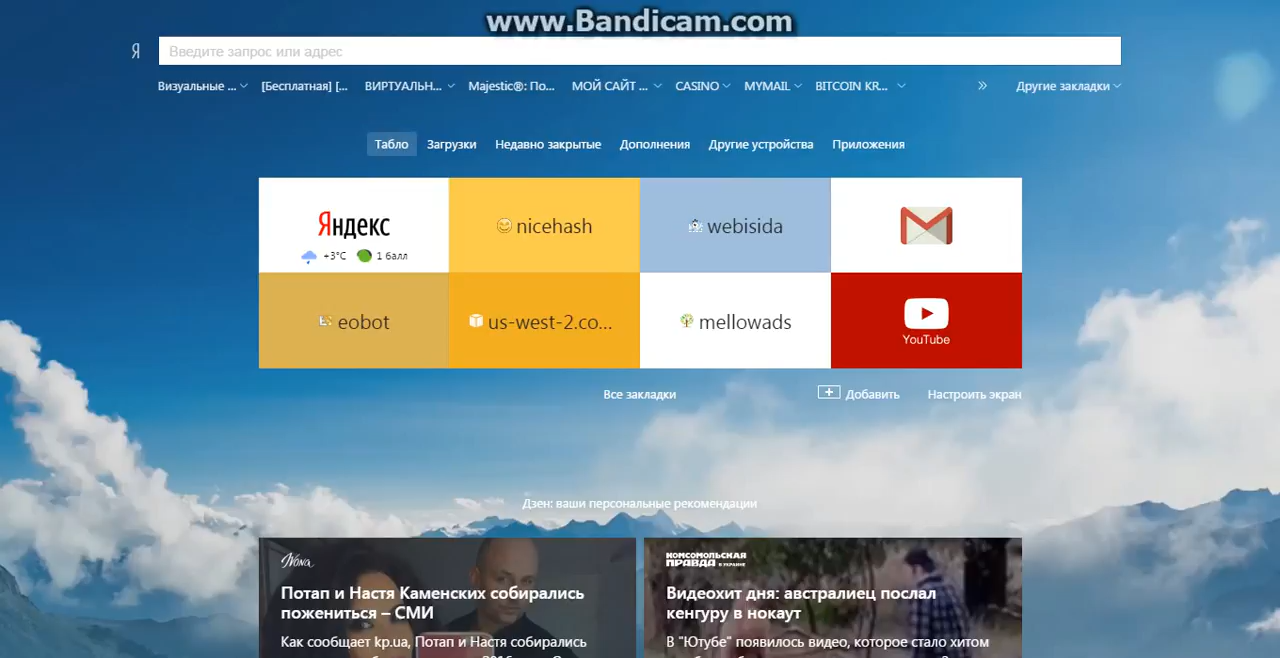 www.Bandicam.com
Я Введите запрос или адрес
Визуальные ... [Бесплатная] [... ВИРТУАЛЬН... Majestic®: По... МОЙ САЙТ ... CASINO MYMAIL BITCOIN KR... » Другие закладки
Табло Загрузки Недавно закрытые Дополнения Другие устройства Приложения
Яндекс nicehash webisida
+3°C 1 балл
eobot us-west-2.co... mellowads YouTube
Все закладки Добавить Настроить экран
Дзен: ваши персональные рекомендации
Ivona
Потап и Настя Каменских собирались
пожениться – СМИ
Как сообщает kp.ua, Потап и Настя собирались
КОМСОМОЛЬСКАЯ
ПРАВДА В УКРАИНЕ
Видеохит дня: австралиец послал
кенгуру в нокаут
В "Ютубе" появилось видео, которое стало хитом